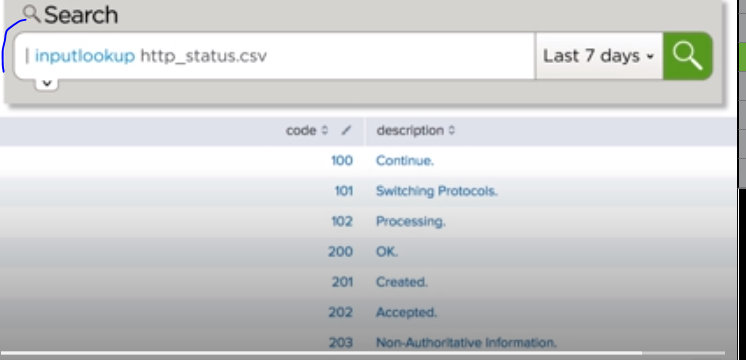 Search
| inputlookup http_status.csv Last 7 days
code description
100 Continue.
101 Switching Protocols.
102 Processing.
200 OK.
201 Created.
202 Accepted.
203 Non-Authoritative Information.